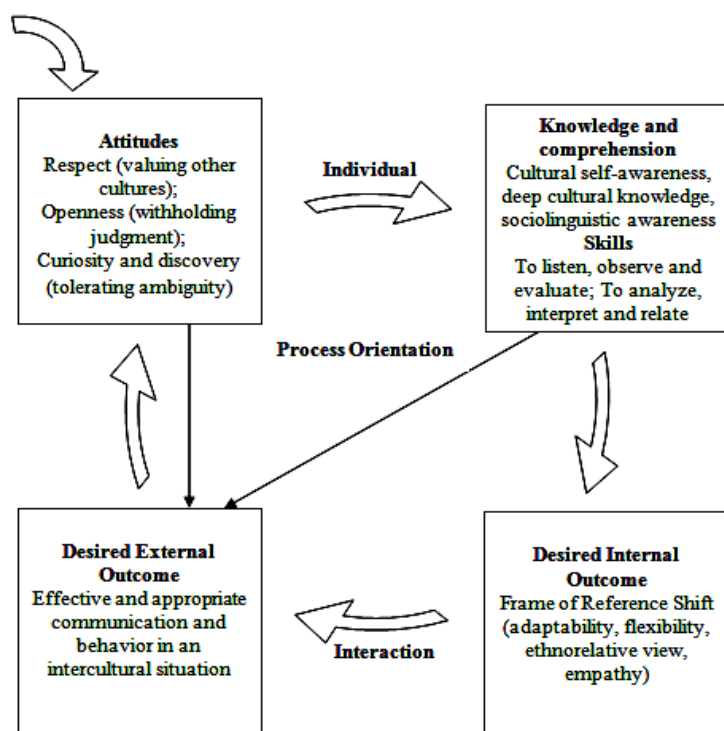 Attitudes
Respect (valuing other
cultures);
Openness (withholding
judgment);
Curiosity and discovery
(tolerating ambiguity)
Individual
Knowledge and
comprehension
Cultural self-awareness,
deep cultural knowledge,
sociolinguistic awareness
Skills
To listen, observe and
evaluate; To analyze,
interpret and relate
Process Orientation
Desired External
Outcome
Effective and appropriate
communication and
behavior in an
intercultural situation
Interaction
Desired Internal
Outcome
Frame of Reference Shift
(adaptability, flexibility,
ethnorelative view,
empathy)